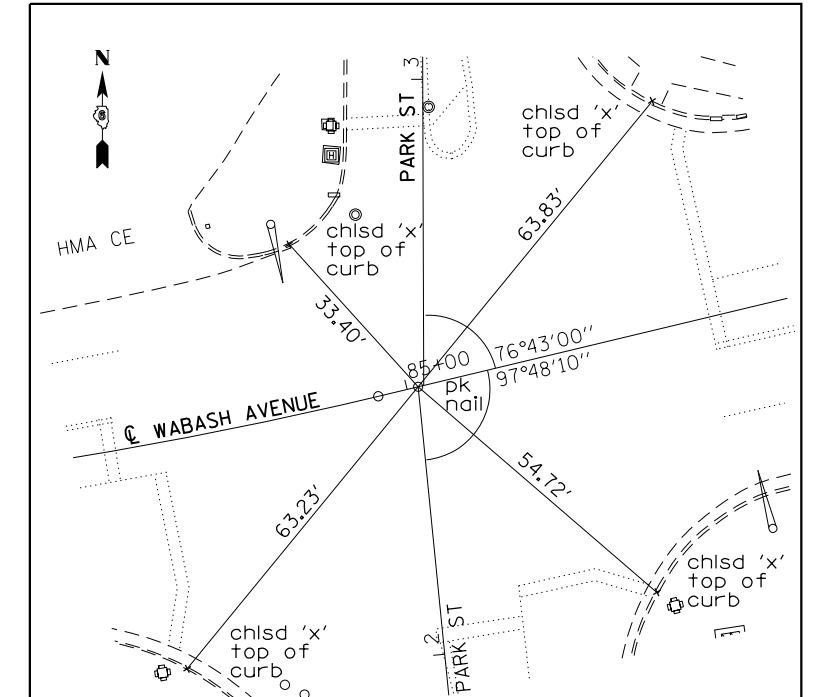 N
PARK ST
3
chlsd 'x'
top of
curb
63.83'
H
HMA CE
chlsd 'x'
top of
curb
33.40'
85+00
76°43'00''
97°48'10''
pk
nail
℄ WABASH AVENUE
54.72'
63.23'
chlsd 'x'
top of
curb
chlsd 'x'
top of
curb
2
PARK ST